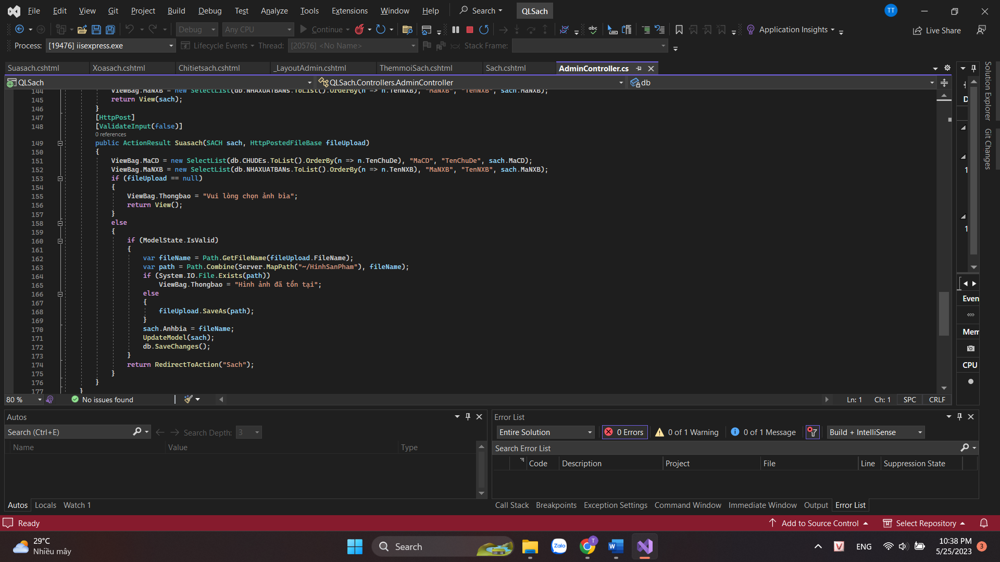 File Edit View Git Project Build Debug Test Analyze Tools Extensions Window Help Search QLSach TT
Debug Any CPU Continue Application Insights Live Share
Process: [19476] iisexpress.exe Lifecycle Events Thread: [20576] <No Name> Stack Frame:
Suasach.cshtml Xoasach.cshtml Chitietsach.cshtml _LayoutAdmin.cshtml ThemmoiSach.cshtml Sach.cshtml AdminController.cs
QLSach QLSach.Controllers.AdminController db
144 ViewBag.MaNXB = new SelectList(db.NHAXUATBANs.ToList().OrderBy(n => n.TenNXB), "MaNXB", "TenNXB", sach.MaNXB);
145 return View(sach);
146 }
147 [HttpPost]
148 [ValidateInput(false)]
0 references
149 public ActionResult Suasach(SACH sach, HttpPostedFileBase fileUpload)
150 {
151 ViewBag.MaCD = new SelectList(db.CHUDEs.ToList().OrderBy(n => n.TenChuDe), "MaCD", "TenChuDe", sach.MaCD);
152 ViewBag.MaNXB = new SelectList(db.NHAXUATBANs.ToList().OrderBy(n => n.TenNXB), "MaNXB", "TenNXB", sach.MaNXB);
153 if (fileUpload == null)
154 {
155 ViewBag.Thongbao = "Vui lòng chọn ảnh bìa";
156 return View();
157 }
158 else
159 {
160 if (ModelState.IsValid)
161 {
162 var fileName = Path.GetFileName(fileUpload.FileName);
163 var path = Path.Combine(Server.MapPath("~/HinhSanPham"), fileName);
164 if (System.IO.File.Exists(path))
165 ViewBag.Thongbao = "Hình ảnh đã tồn tại";
166 else
167 {
168 fileUpload.SaveAs(path);
169 }
170 sach.Anhbia = fileName;
171 UpdateModel(sach);
172 db.SaveChanges();
173 }
174 return RedirectToAction("Sach");
175 }
176 }
177 }
80 % No issues found Ln: 1 Ch: 1 SPC CRLF
Solution Explorer
Git Changes
D
1
1
Even
Mem
CPU
Autos
Search (Ctrl+E) Search Depth: 3
Name Value Type
Autos Locals Watch 1
Error List
Entire Solution 0 Errors 0 of 1 Warning 0 of 1 Message Build + IntelliSense
Search Error List
Code Description Project File Line Suppression State
Call Stack Breakpoints Exception Settings Command Window Immediate Window Output Error List
Ready Add to Source Control Select Repository
29°C
Nhiều mây
Search
Zalo
T
W
V
ENG
10:38 PM
5/25/2023
3